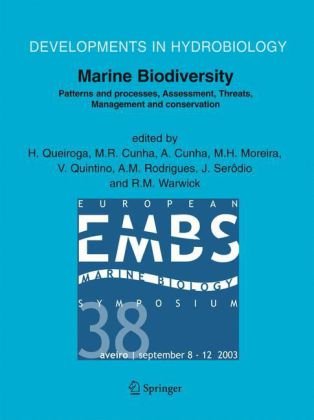 DEVELOPMENTS IN HYDROBIOLOGY
Marine Biodiversity
Patterns and processes, Assessment, Threats,
Management and conservation
edited by
H. Queiroga, M.R. Cunha, A. Cunha, M.H. Moreira,
V. Quintino, A.M. Rodrigues, J. Serôdio
and R.M. Warwick
EUROPEAN
EMBS
MARINE BIOLOGY
SYMPOSIUM
38
aveiro | september 8 - 12 2003
Springer